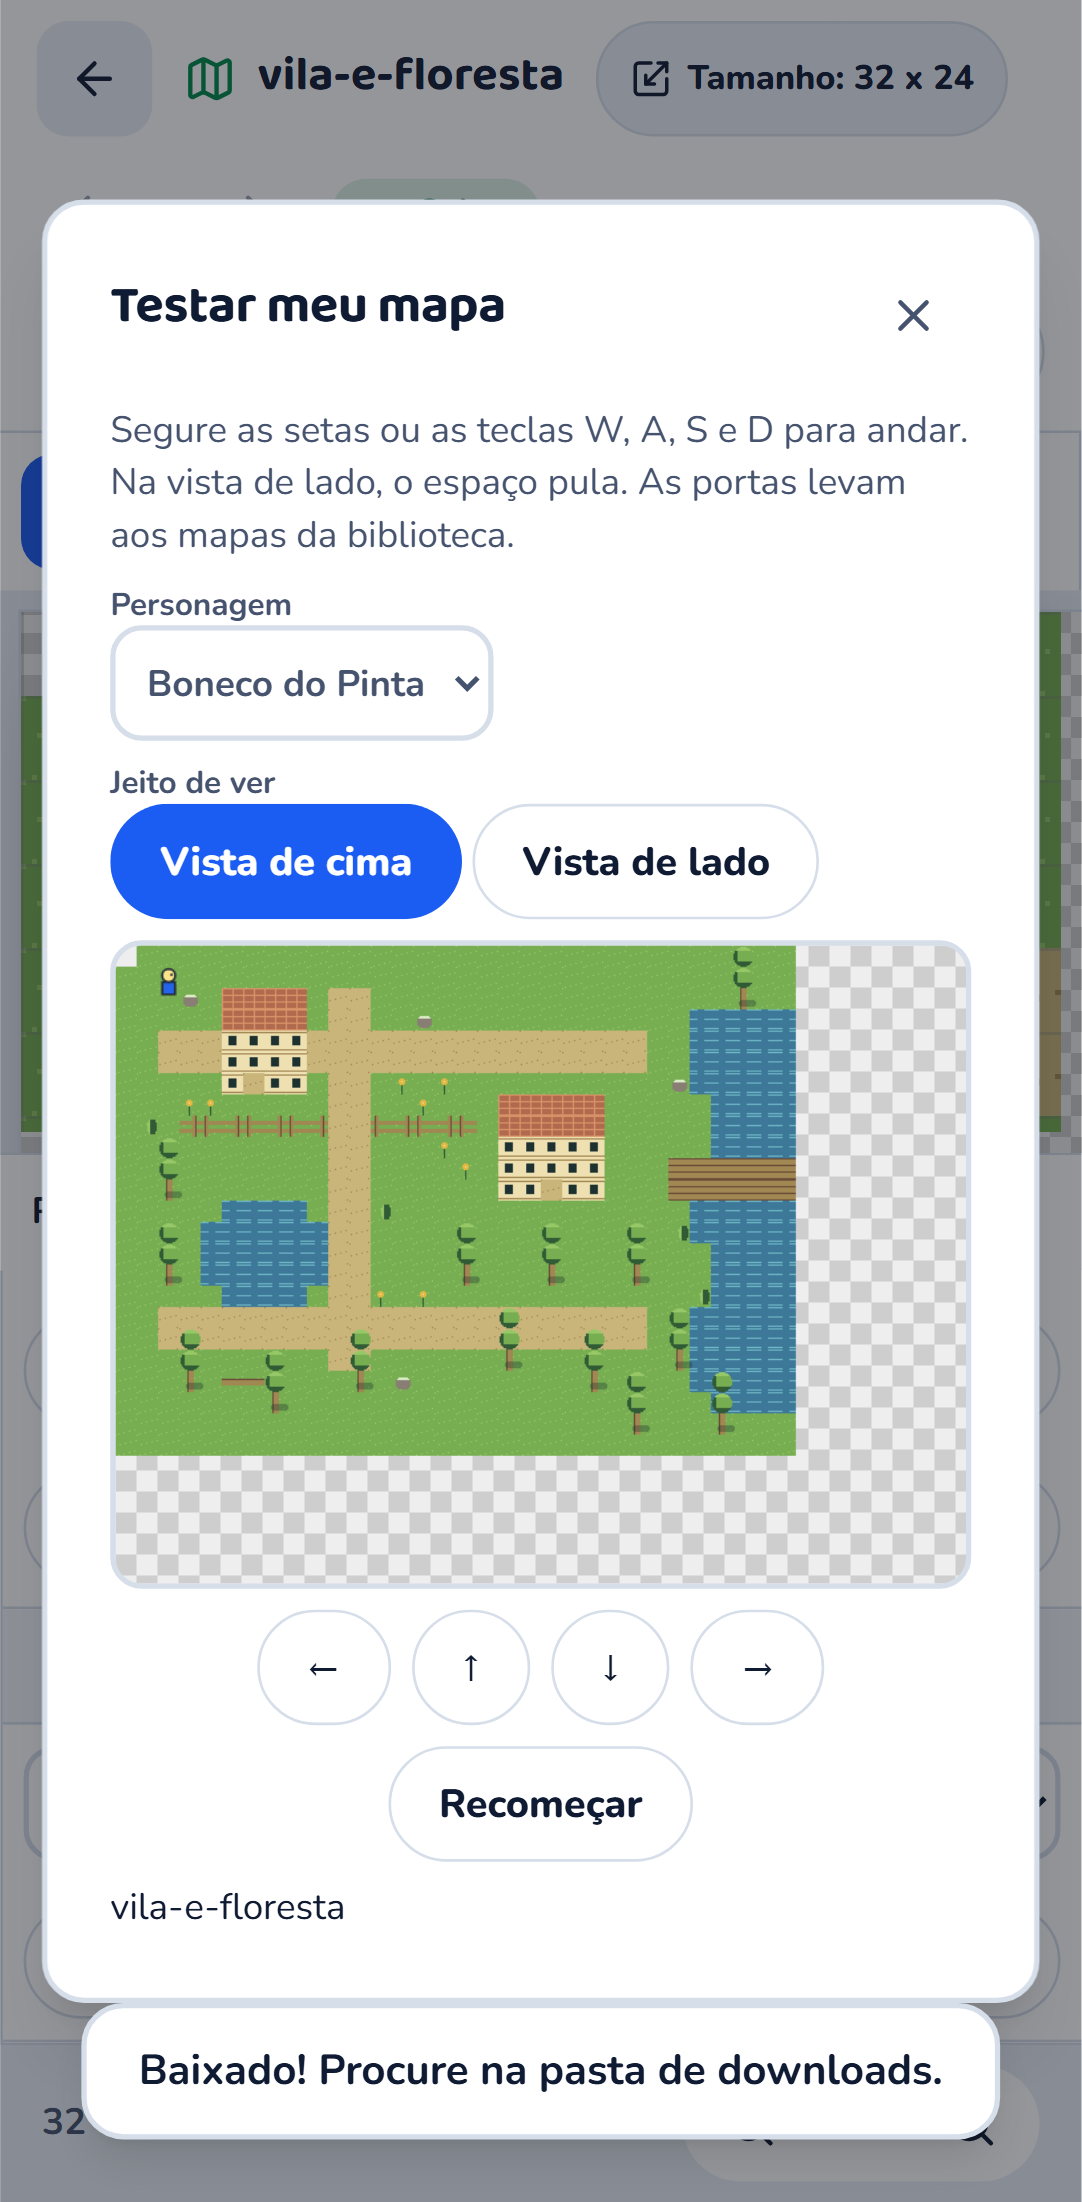 vila-e-floresta
Tamanho: 32 x 24
Testar meu mapa
Segure as setas ou as teclas W, A, S e D para andar.
Na vista de lado, o espaço pula. As portas levam
aos mapas da biblioteca.
Personagem
Boneco do Pinta
Jeito de ver
Vista de cima
Vista de lado
←
↑
↓
→
Recomeçar
vila-e-floresta
Baixado! Procure na pasta de downloads.
32